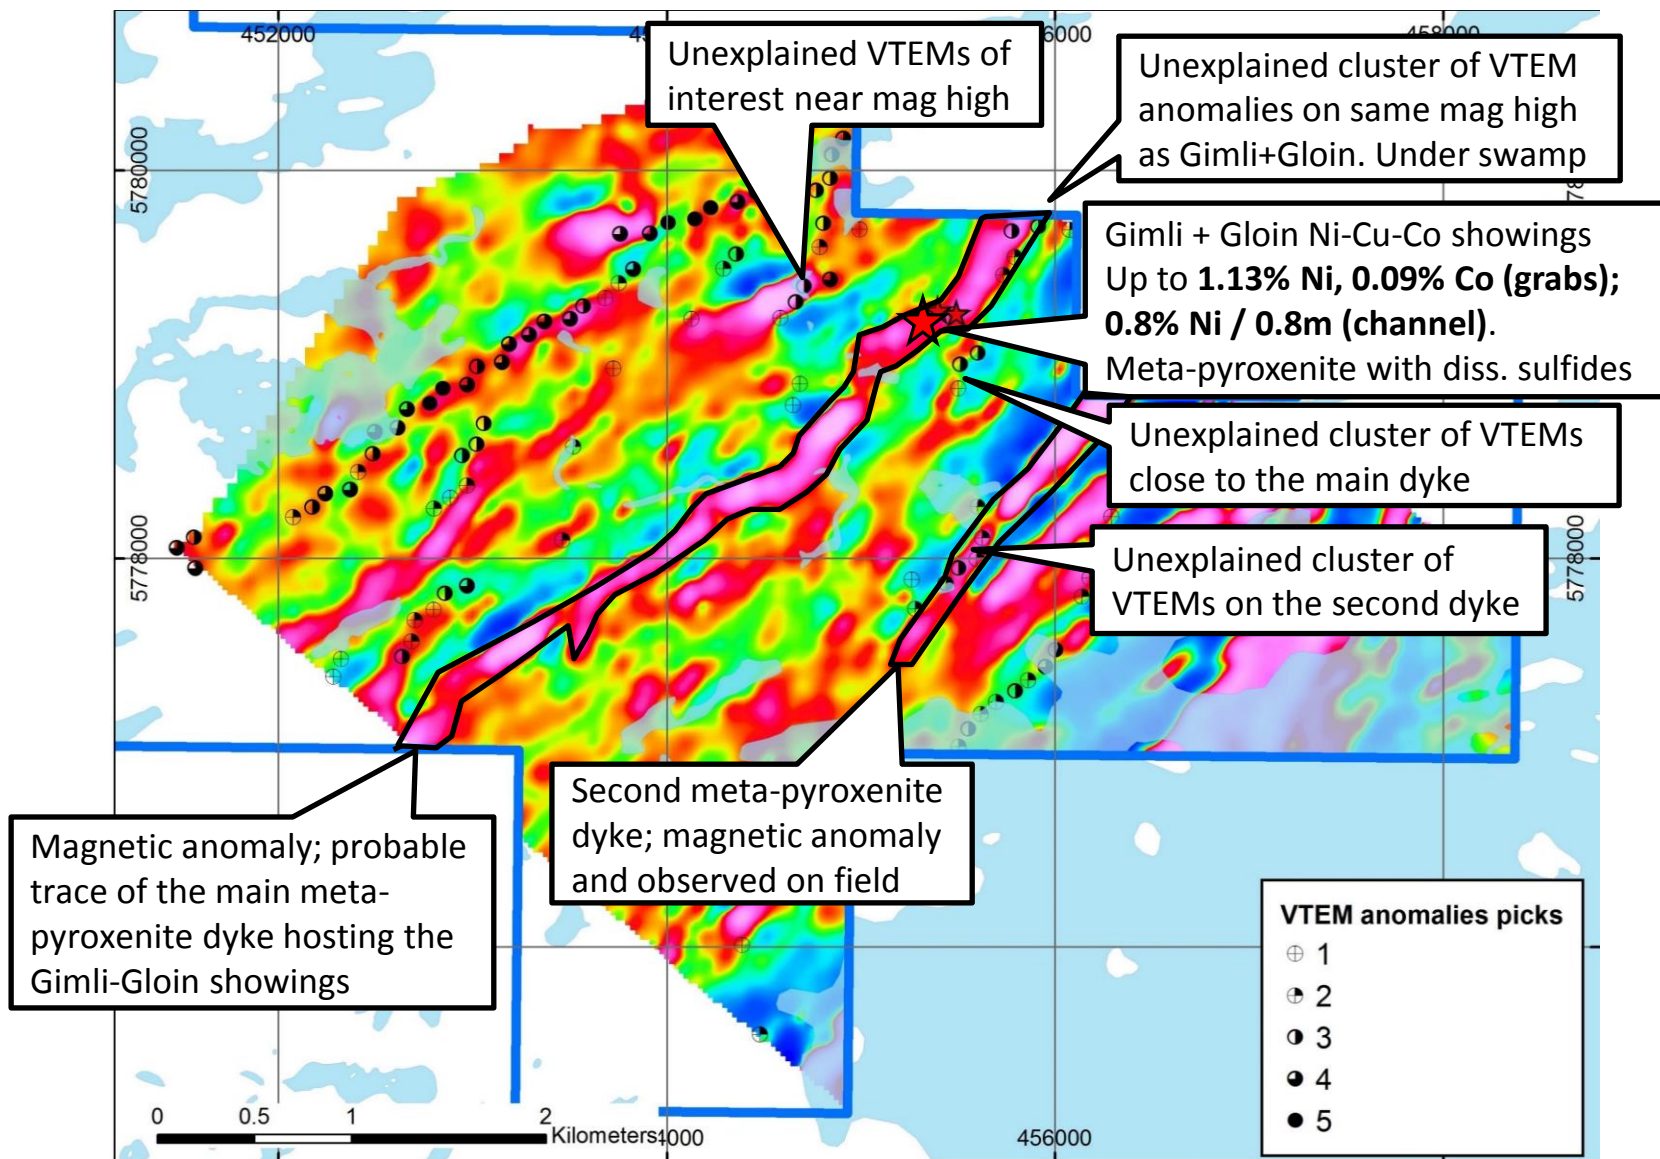 452000
6000
458000
Unexplained VTEMs of
interest near mag high
Unexplained cluster of VTEM
anomalies on same mag high
as Gimli+Gloin. Under swamp
5780000
Gimli + Gloin Ni-Cu-Co showings
Up to 1.13% Ni, 0.09% Co (grabs);
0.8% Ni / 0.8m (channel).
Meta-pyroxenite with diss. sulfides
Unexplained cluster of VTEMs
close to the main dyke
5778000
5778000
Unexplained cluster of
VTEMs on the second dyke
Second meta-pyroxenite
dyke; magnetic anomaly
and observed on field
Magnetic anomaly; probable
trace of the main meta-
pyroxenite dyke hosting the
Gimli-Gloin showings
VTEM anomalies picks
1
2
3
4
5
0 0.5 1 2
Kilometers
4000
456000